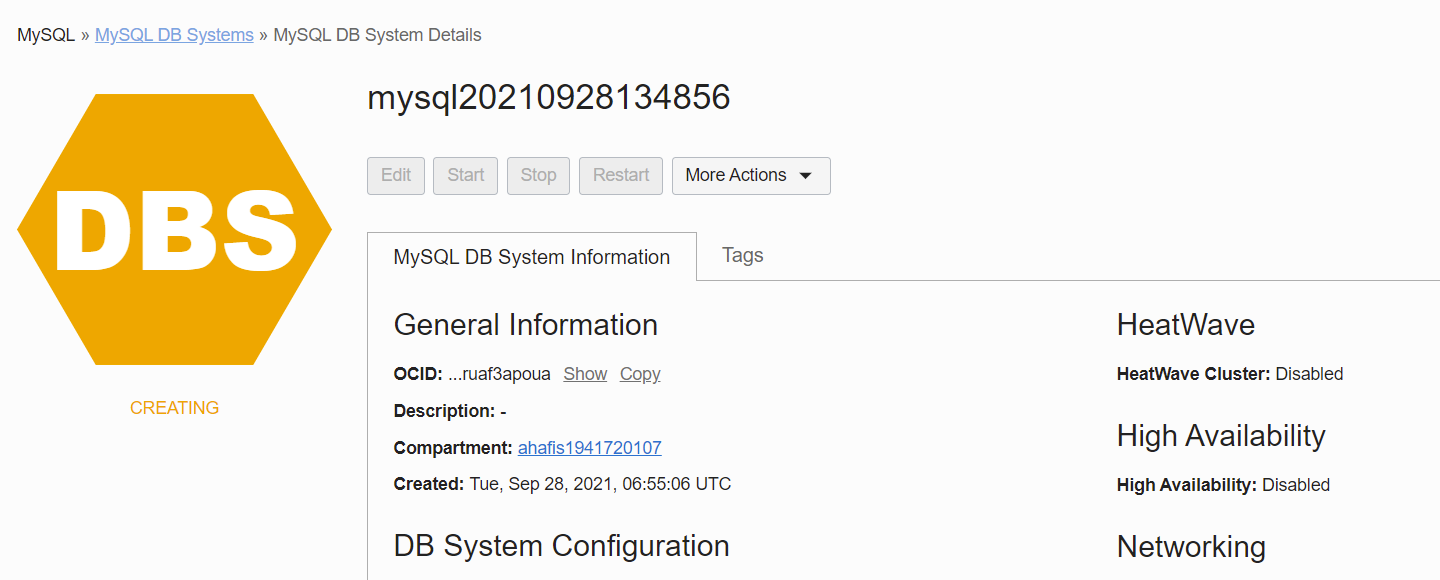 MySQL » MySQL DB Systems » MySQL DB System Details
DBS
CREATING
mysql20210928134856
Edit Start Stop Restart More Actions
MySQL DB System Information Tags
General Information
OCID: ...ruaf3apoua Show Copy
Description: -
Compartment: ahafis1941720107
Created: Tue, Sep 28, 2021, 06:55:06 UTC
DB System Configuration
HeatWave
HeatWave Cluster: Disabled
High Availability
High Availability: Disabled
Networking